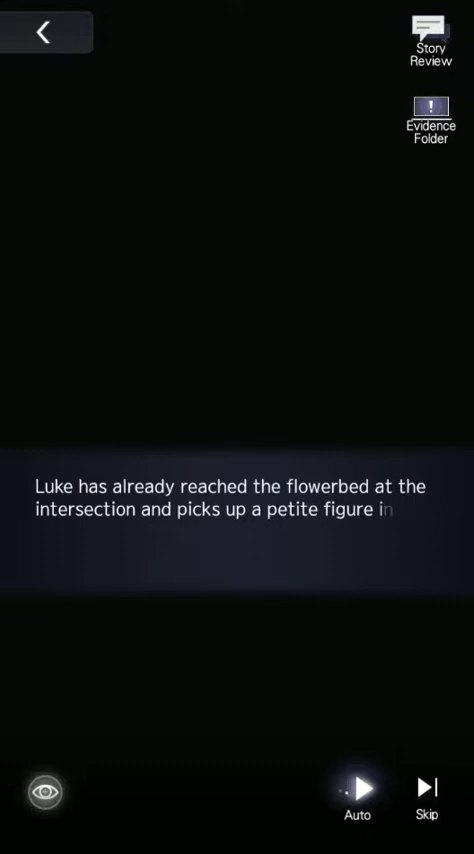 Story
Review
!
Evidence
Folder
Luke has already reached the flowerbed at the
intersection and picks up a petite figure in
Auto
Skip